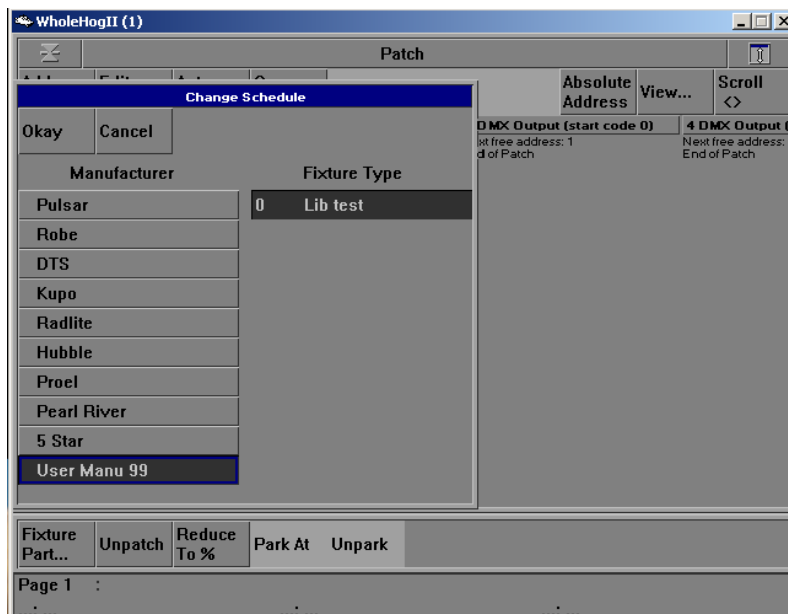 WholeHogII (1)
Patch
Absolute Address
View...
Scroll <>
Change Schedule
Okay
Cancel
DMX Output (start code 0)
4 DMX Output (
free address: 1
Next free address:
of Patch
End of Patch
Manufacturer
Fixture Type
Pulsar
0 Lib test
Robe
DTS
Kupo
Radlite
Hubble
Proel
Pearl River
5 Star
User Manu 99
Fixture Part...
Unpatch
Reduce To %
Park At
Unpark
Page 1 :